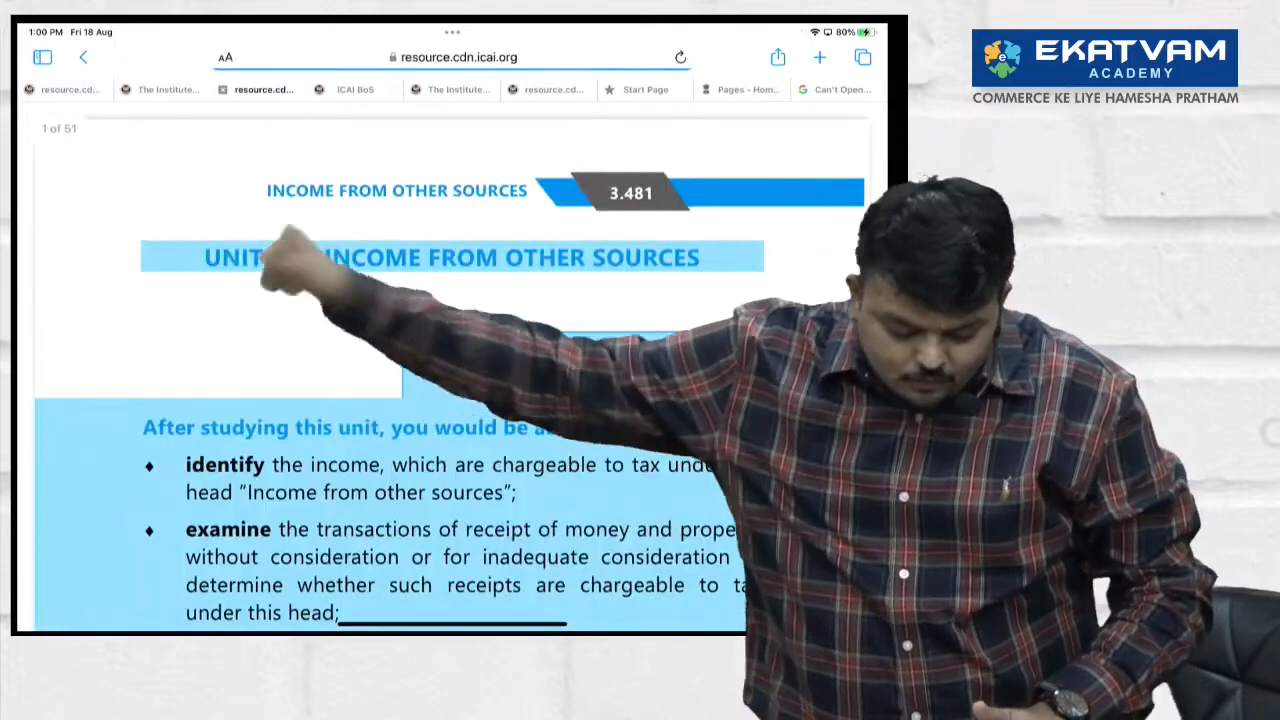 1:00 PM Fri 18 Aug
80%
AA
resource.cdn.icai.org
resource.cd...
The Institute...
resource.cd...
ICAI BoS
The Institute...
resource.cd...
Start Page
Pages - Hom...
Can't Open...
1 of 51
INCOME FROM OTHER SOURCES
3.481
UNIT INCOME FROM OTHER SOURCES
After studying this unit, you would be
identify the income, which are chargeable to tax
head “Income from other sources”;
examine the transactions of receipt of money and
without consideration or for inadequate consideration
determine whether such receipts are chargeable to
under this head;
EKATVAM
ACADEMY
COMMERCE KE LIYE HAMESHA PRATHAM